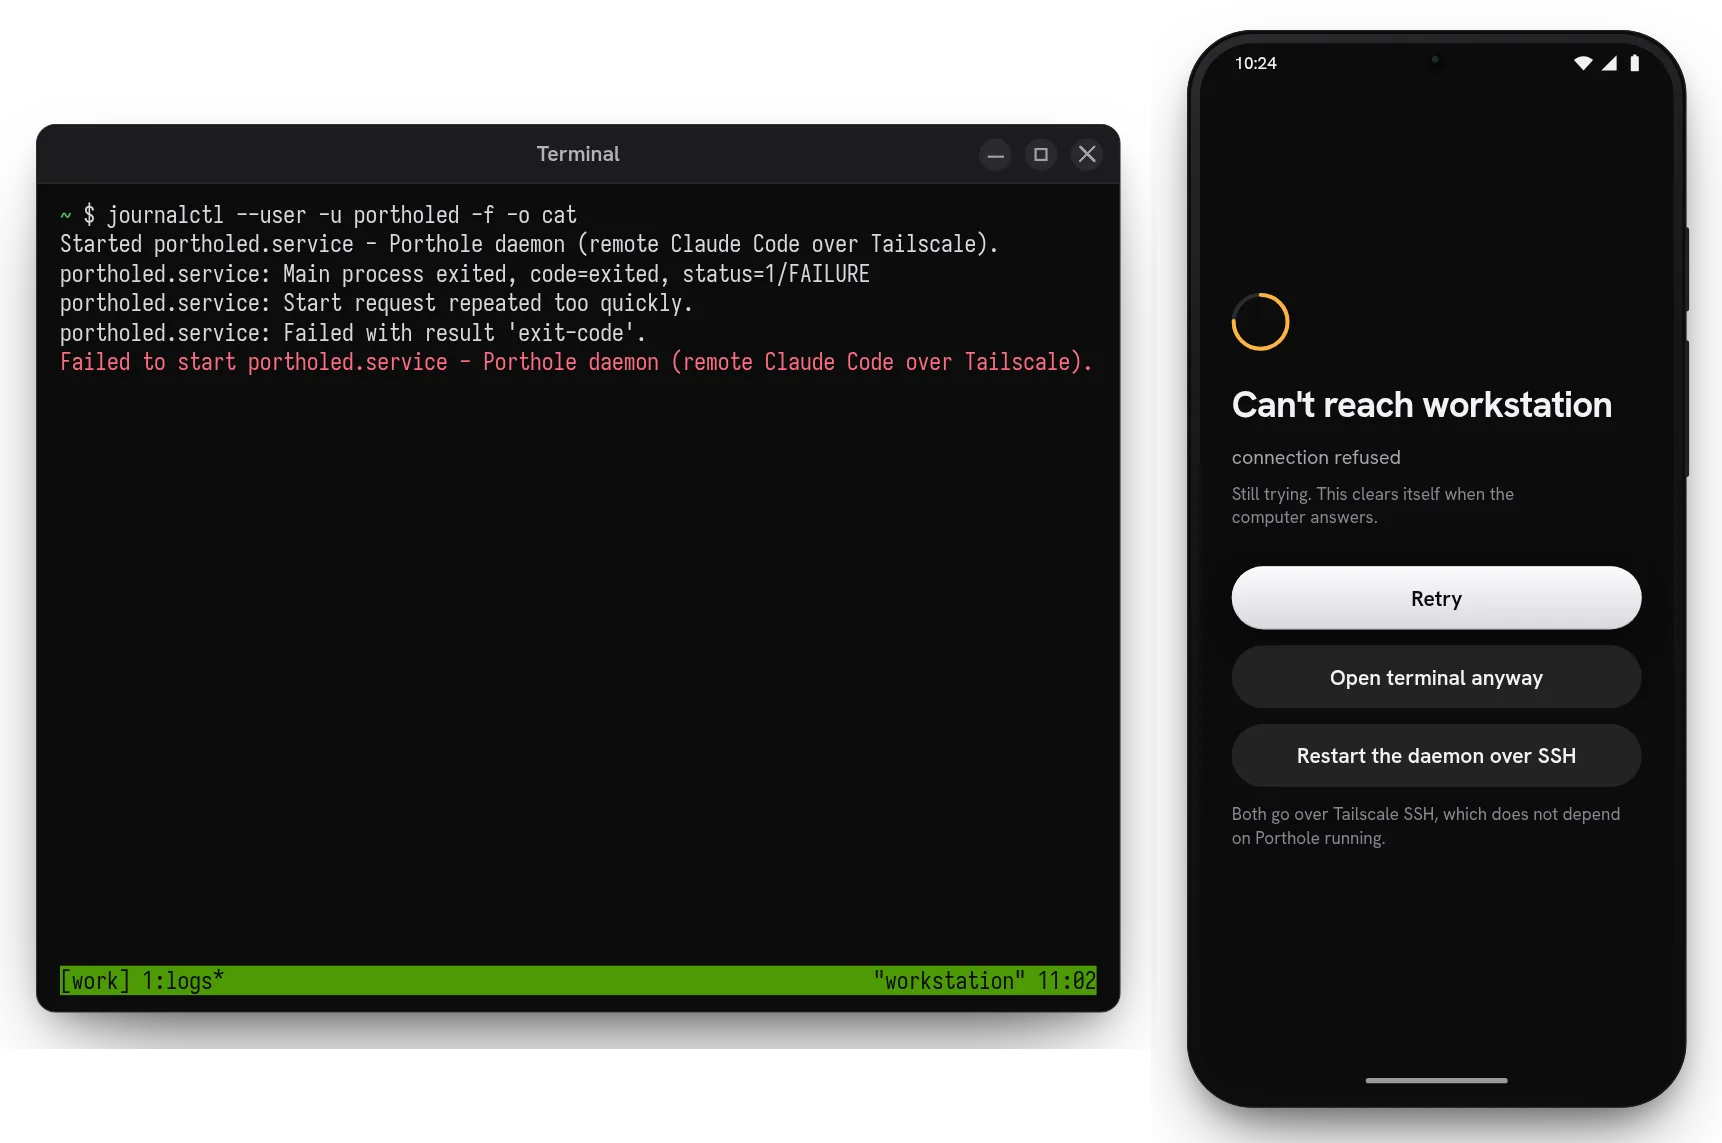 Terminal
~ $ journalctl --user -u portholed -f -o cat
Started portholed.service - Porthole daemon (remote Claude Code over Tailscale).
portholed.service: Main process exited, code=exited, status=1/FAILURE
portholed.service: Start request repeated too quickly.
portholed.service: Failed with result 'exit-code'.
Failed to start portholed.service - Porthole daemon (remote Claude Code over Tailscale).
[work] 1:logs* "workstation" 11:02
10:24
Can't reach workstation
connection refused
Still trying. This clears itself when the
computer answers.
Retry
Open terminal anyway
Restart the daemon over SSH
Both go over Tailscale SSH, which does not depend
on Porthole running.